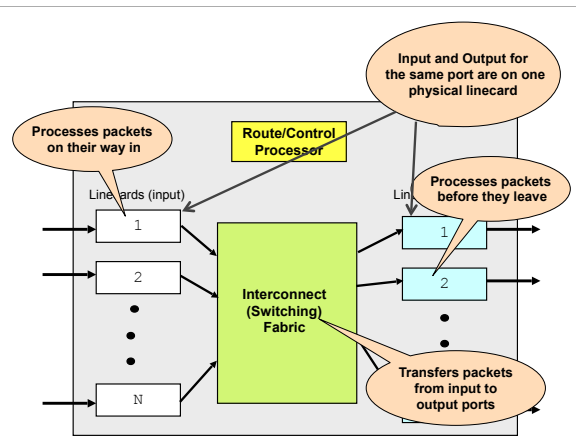 Input and Output for
the same port are on one
physical linecard
Processes packets
on their way in
Route/Control
Processor
Processes packets
before they leave
(input)
1
1
2
2
Interconnect
(Switching)
Fabric
Transfers packets
from input to
output ports
N